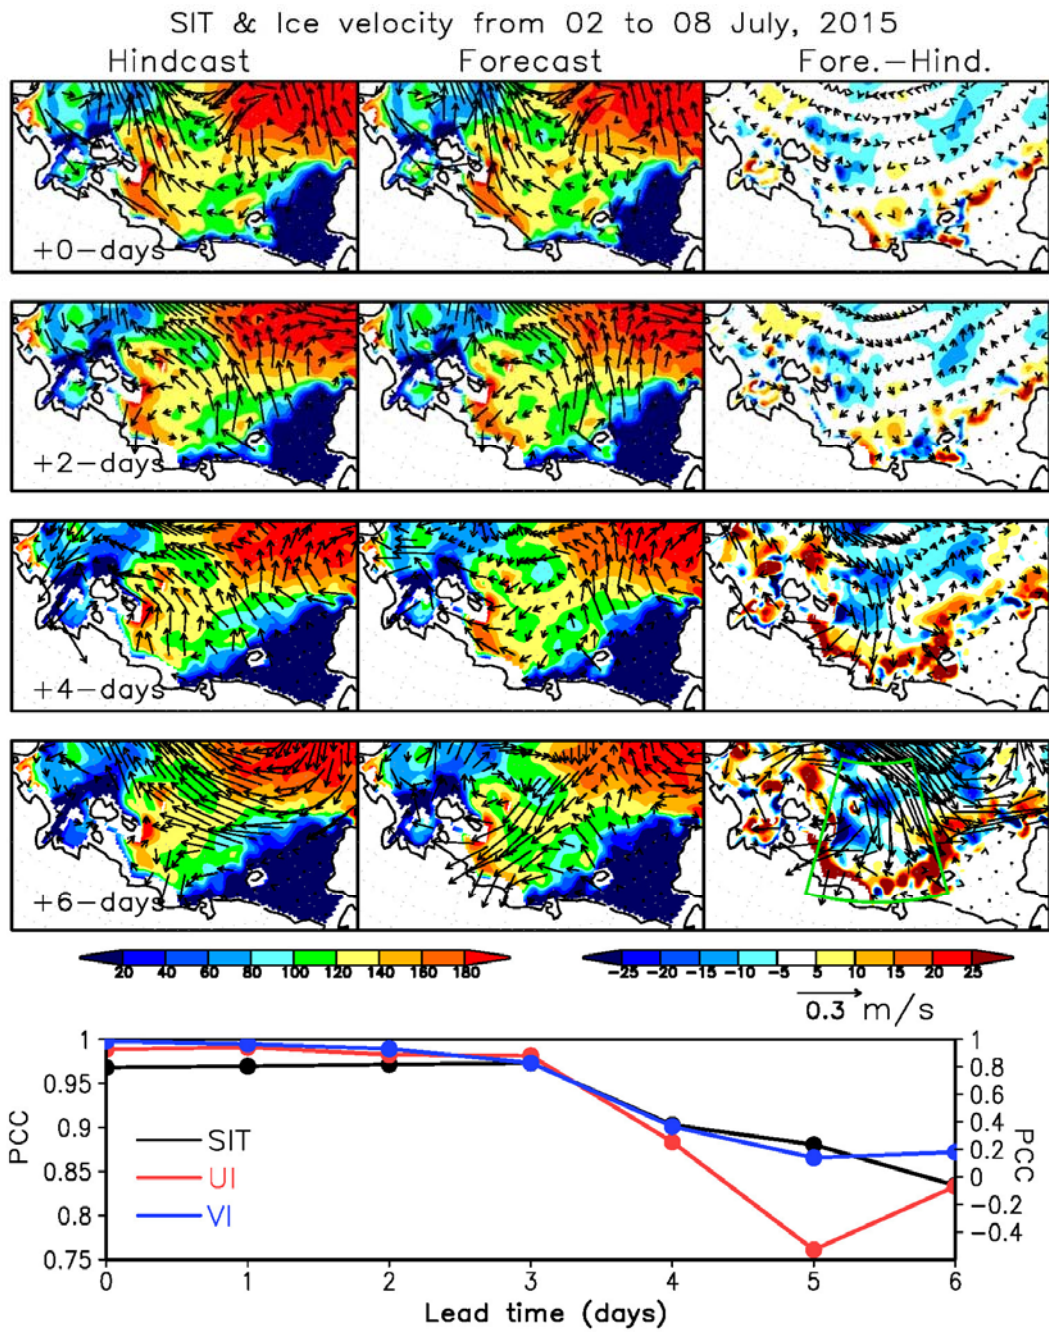 SIT & Ice velocity from 02 to 08 July, 2015
Hindcast Forecast Fore.-Hind.
+0-days
+2-days
+4-days
+6-days
20 40 60 80 100 120 140 160 180
-25 -20 -15 -10 -5 5 10 15 20 25
0.3 m/s
1 0.95 0.9 0.85 0.8 0.75
PCC
SIT
UI
VI
1 0.8 0.6 0.4 0.2 0 -0.2 -0.4
PCC
0 1 2 3 4 5 6
Lead time (days)